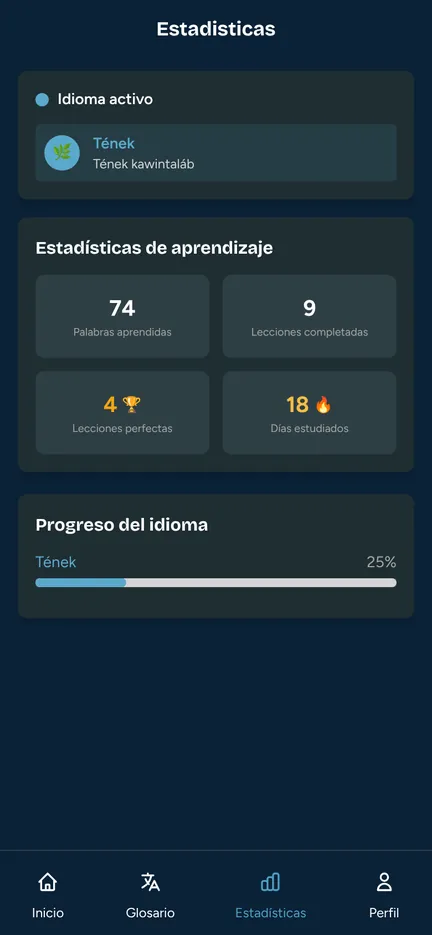 Estadisticas
Idioma activo
Tének
Tének kawintaláb
Estadísticas de aprendizaje
74
Palabras aprendidas
9
Lecciones completadas
4 🏆
Lecciones perfectas
18 🔥
Días estudiados
Progreso del idioma
Tének 25%
Inicio Glosario Estadísticas Perfil